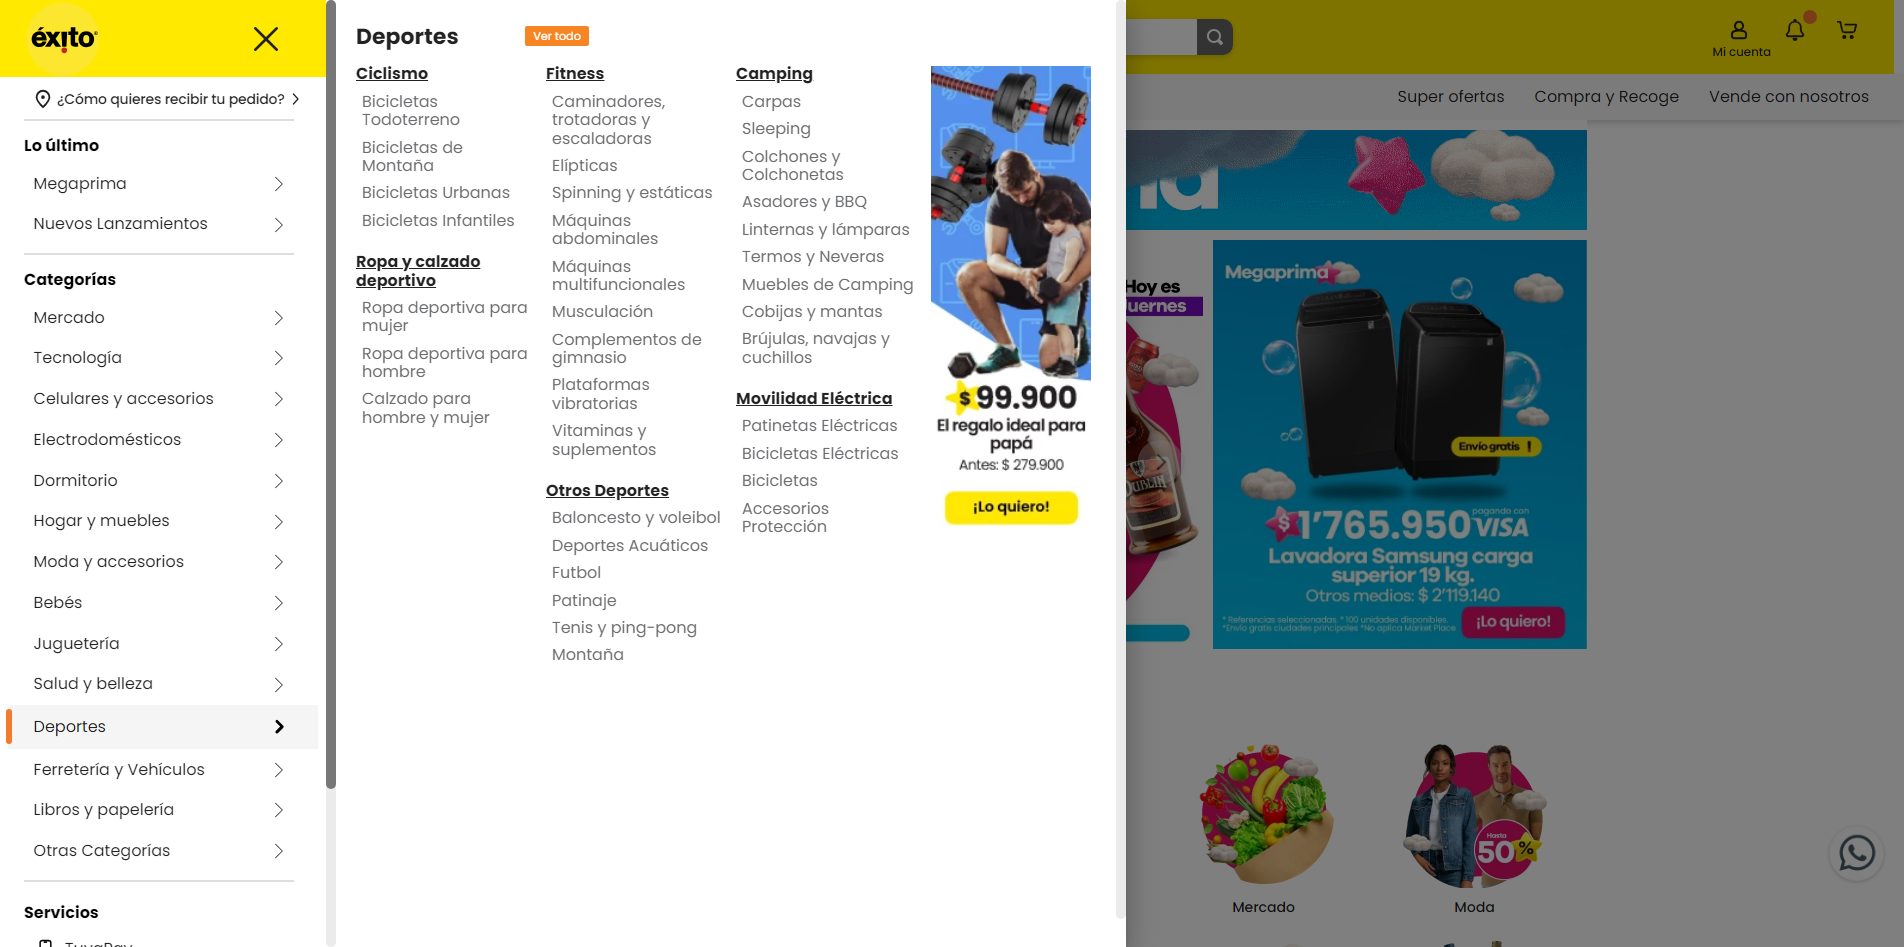 éxito
¿Cómo quieres recibir tu pedido?
Lo último
Megaprima
Nuevos Lanzamientos
Categorías
Mercado
Tecnología
Celulares y accesorios
Electrodomésticos
Dormitorio
Hogar y muebles
Moda y accesorios
Bebés
Juguetería
Salud y belleza
Deportes
Ferretería y Vehículos
Libros y papelería
Otras Categorías
Servicios
TuyaPay
Deportes
Ver todo
Ciclismo
Bicicletas
Todoterreno
Bicicletas de
Montaña
Bicicletas Urbanas
Bicicletas Infantiles
Ropa y calzado
deportivo
Ropa deportiva para
mujer
Ropa deportiva para
hombre
Calzado para
hombre y mujer
Fitness
Caminadores,
trotadoras y
escaladoras
Elípticas
Spinning y estáticas
Máquinas
abdominales
Máquinas
multifuncionales
Musculación
Complementos de
gimnasio
Plataformas
vibratorias
Vitaminas y
suplementos
Otros Deportes
Baloncesto y voleibol
Deportes Acuáticos
Futbol
Patinaje
Tenis y ping-pong
Montaña
Camping
Carpas
Sleeping
Colchones y
Colchonetas
Asadores y BBQ
Linternas y lámparas
Termos y Neveras
Muebles de Camping
Cobijas y mantas
Brújulas, navajas y
cuchillos
Movilidad Eléctrica
Patinetas Eléctricas
Bicicletas Eléctricas
Bicicletas
Accesorios
Protección
$ 99.900
El regalo ideal para
papá
Antes: $ 279.900
¡Lo quiero!
Mi cuenta
Super ofertas
Compra y Recoge
Vende con nosotros
Hoy es
uernes
DUBLIN
Megaprima
Envío gratis !
$ 1'765.950 pagando con VISA
Lavadora Samsung carga
superior 19 kg.
Otros medios: $ 2'119.140
* Referencias seleccionadas. * 100 unidades disponibles.
*Envío gratis ciudades principales *No aplica Market Place
¡Lo quiero!
Hasta
50%
Mercado
Moda